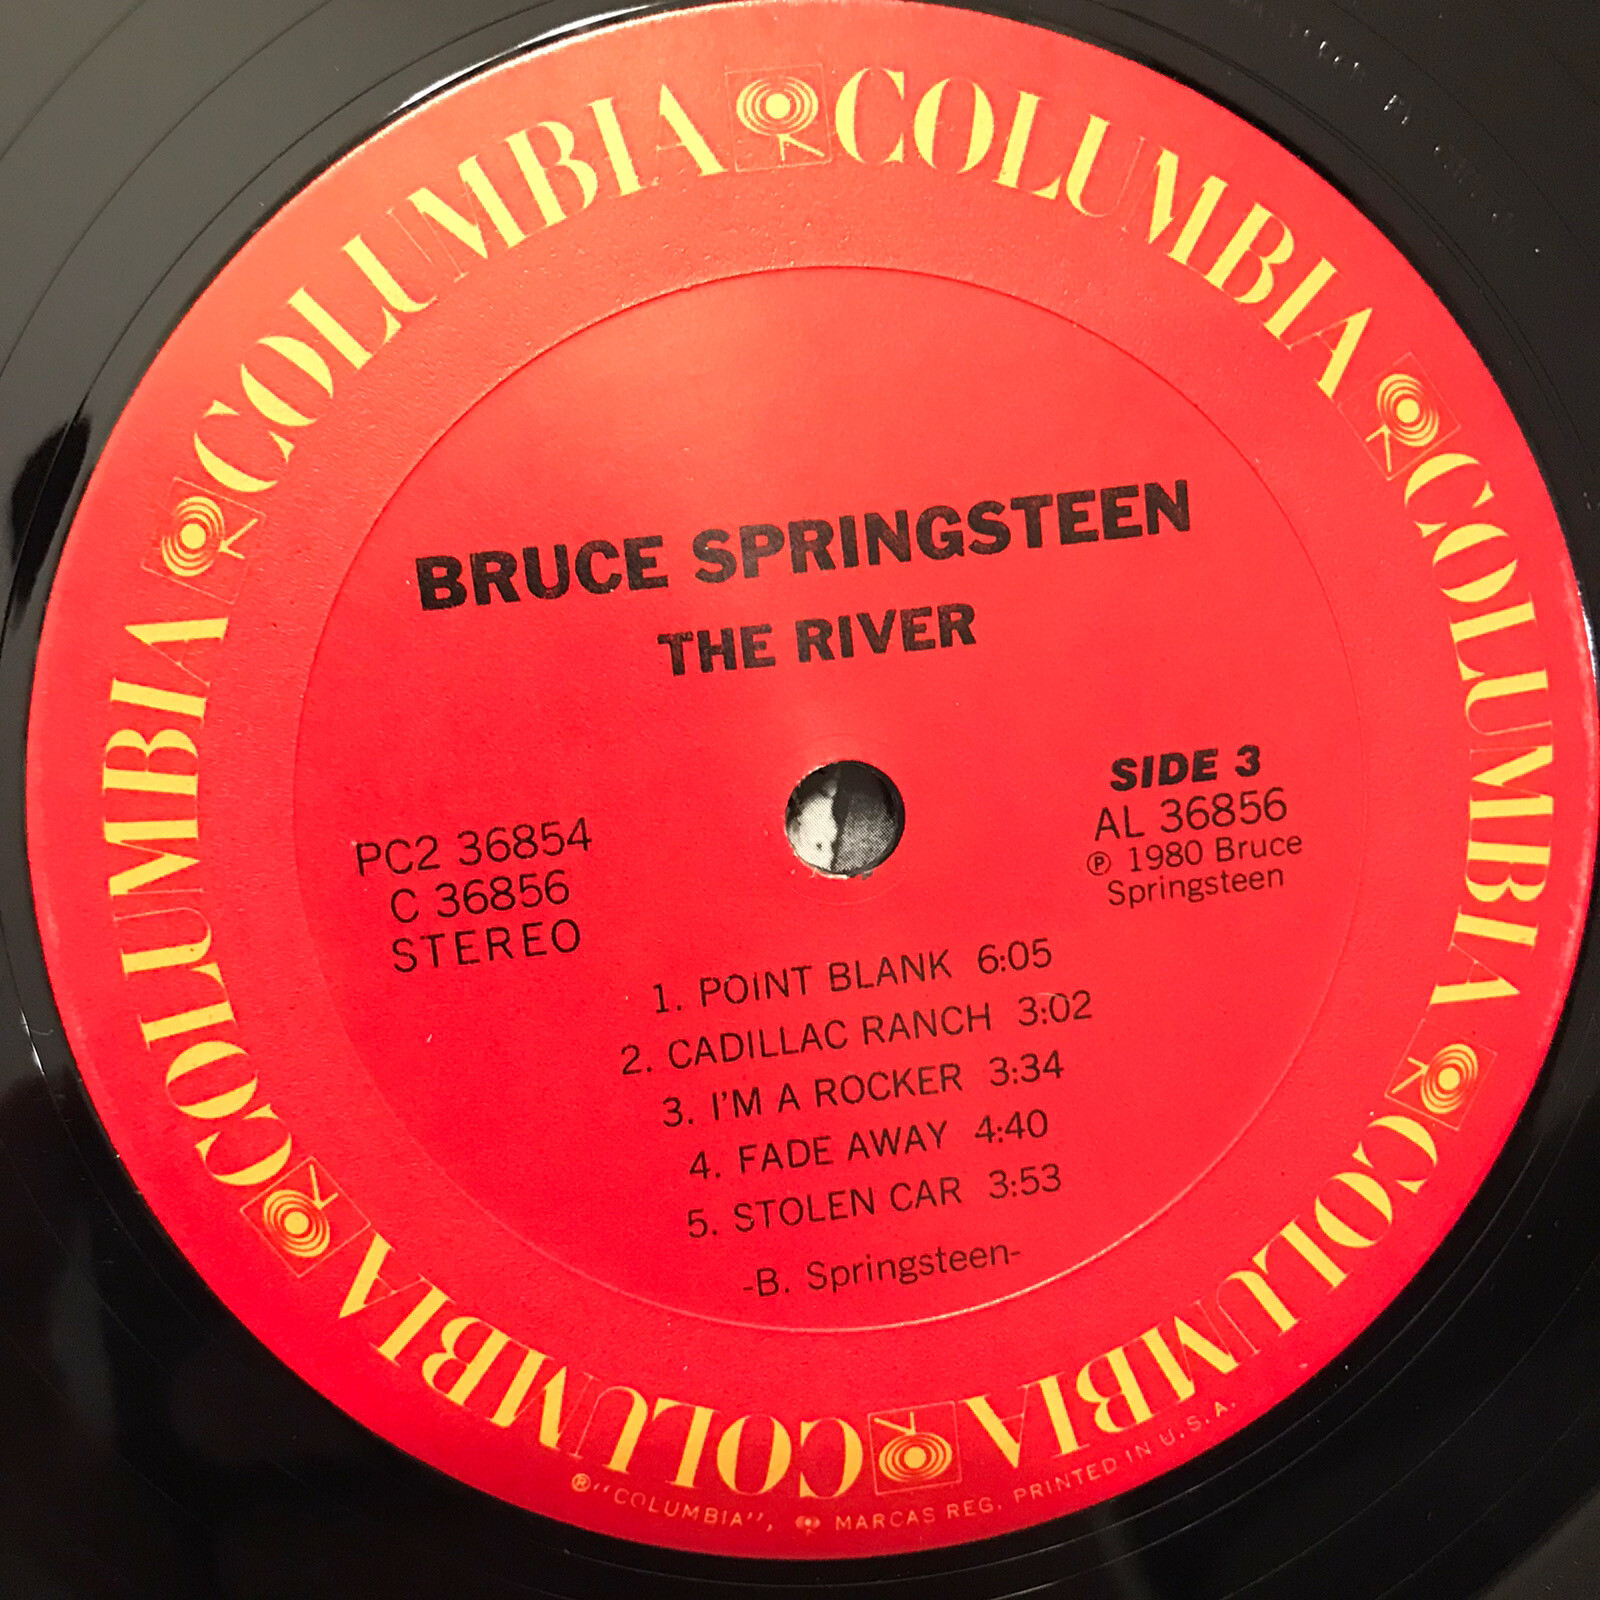 COLUMBIA COLUMBIA COLUMBIA COLUMBIA COLUMBIA COLUMBIA
BRUCE SPRINGSTEEN
THE RIVER
SIDE 3
AL 36856
℗ 1980 Bruce
Springsteen
PC2 36854
C 36856
STEREO
1. POINT BLANK 6:05
2. CADILLAC RANCH 3:02
3. I'M A ROCKER 3:34
4. FADE AWAY 4:40
5. STOLEN CAR 3:53
-B. Springsteen-
®"COLUMBIA", MARCAS REG. PRINTED IN U.S.A.